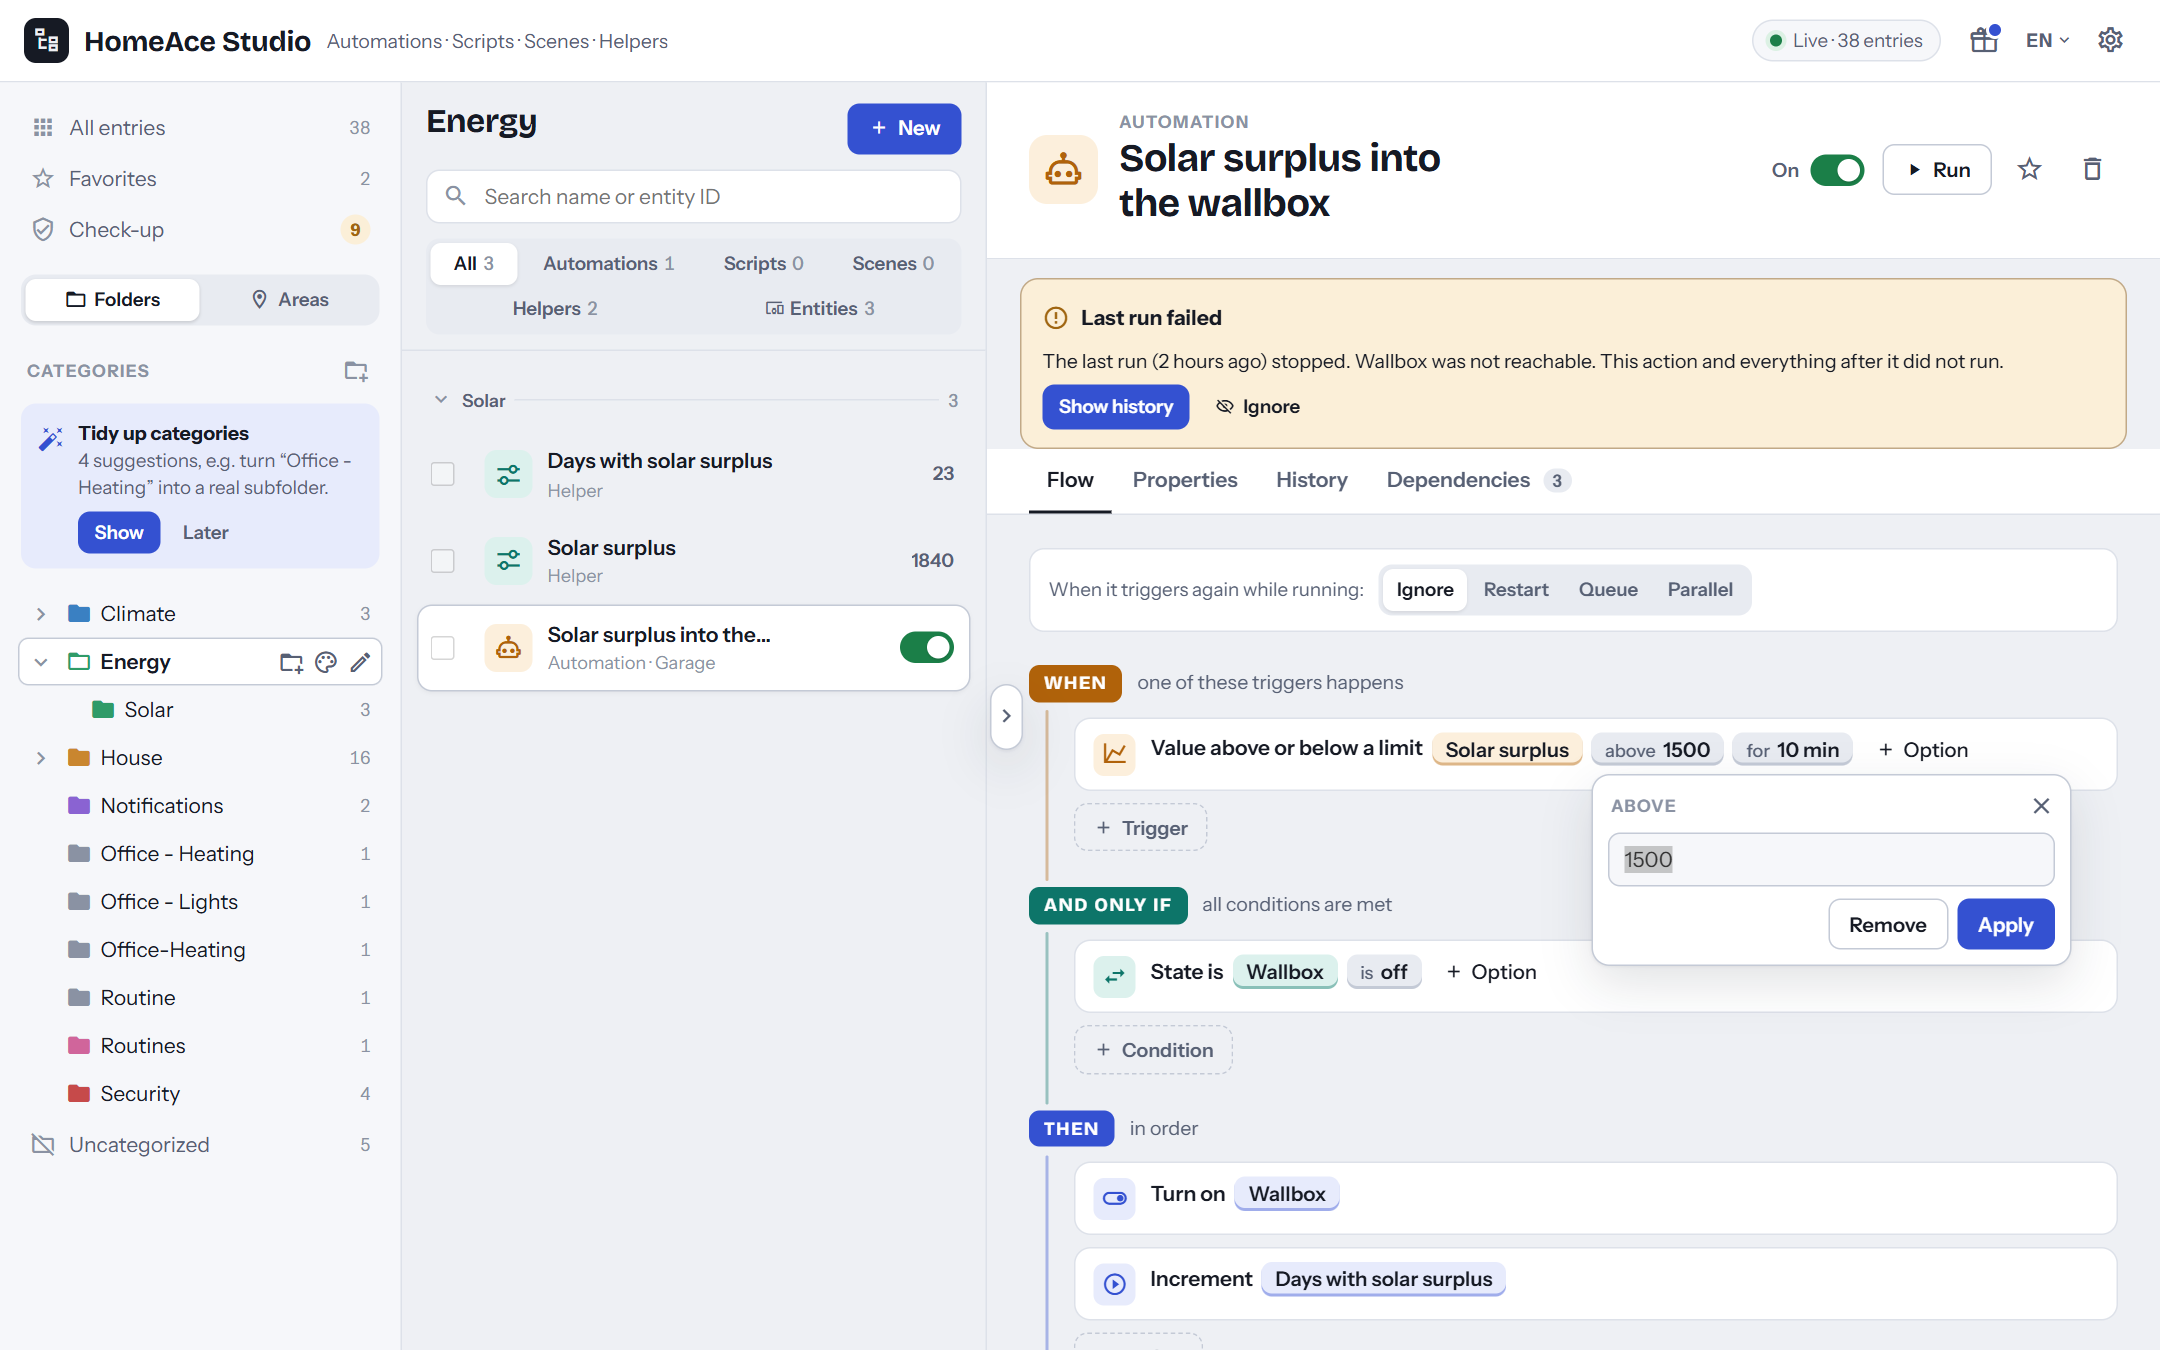 HomeAce Studio
Automations · Scripts · Scenes · Helpers
Live · 38 entries
EN
All entries 38
Favorites 2
Check-up 9
Folders
Areas
CATEGORIES
Tidy up categories
4 suggestions, e.g. turn “Office -
Heating” into a real subfolder.
Show
Later
Climate 3
Energy
Solar 3
House 16
Notifications 2
Office - Heating 1
Office - Lights 1
Office-Heating 1
Routine 1
Routines 1
Security 4
Uncategorized 5
Energy
+ New
Search name or entity ID
All 3
Automations 1
Scripts 0
Scenes 0
Helpers 2
Entities 3
Solar 3
Days with solar surplus
Helper
23
Solar surplus
Helper
1840
Solar surplus into the...
Automation · Garage
AUTOMATION
Solar surplus into
the wallbox
On
Run
Last run failed
The last run (2 hours ago) stopped. Wallbox was not reachable. This action and everything after it did not run.
Show history
Ignore
Flow
Properties
History
Dependencies 3
When it triggers again while running:
Ignore
Restart
Queue
Parallel
WHEN one of these triggers happens
Value above or below a limit Solar surplus above 1500 for 10 min + Option
+ Trigger
ABOVE
1500
Remove
Apply
AND ONLY IF all conditions are met
State is Wallbox is off + Option
+ Condition
THEN in order
Turn on Wallbox
Increment Days with solar surplus